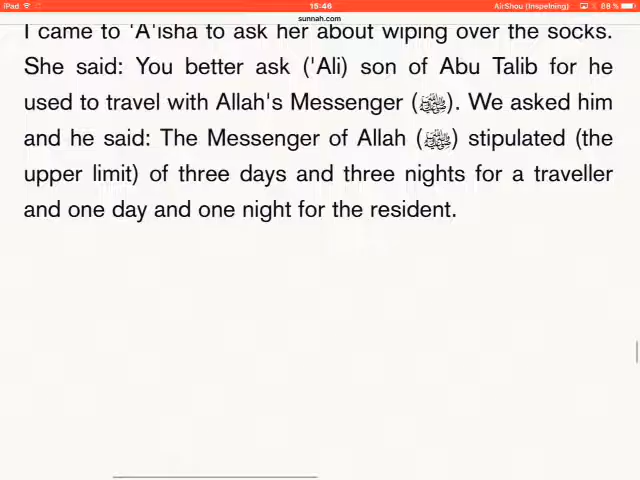 iPad 15:46 AirShou (Inspelning) 88 %
sunnah.com
I came to 'A'isha to ask her about wiping over the socks.
She said: You better ask ('Ali) son of Abu Talib for he
used to travel with Allah's Messenger (ﷺ). We asked him
and he said: The Messenger of Allah (ﷺ) stipulated (the
upper limit) of three days and three nights for a traveller
and one day and one night for the resident.